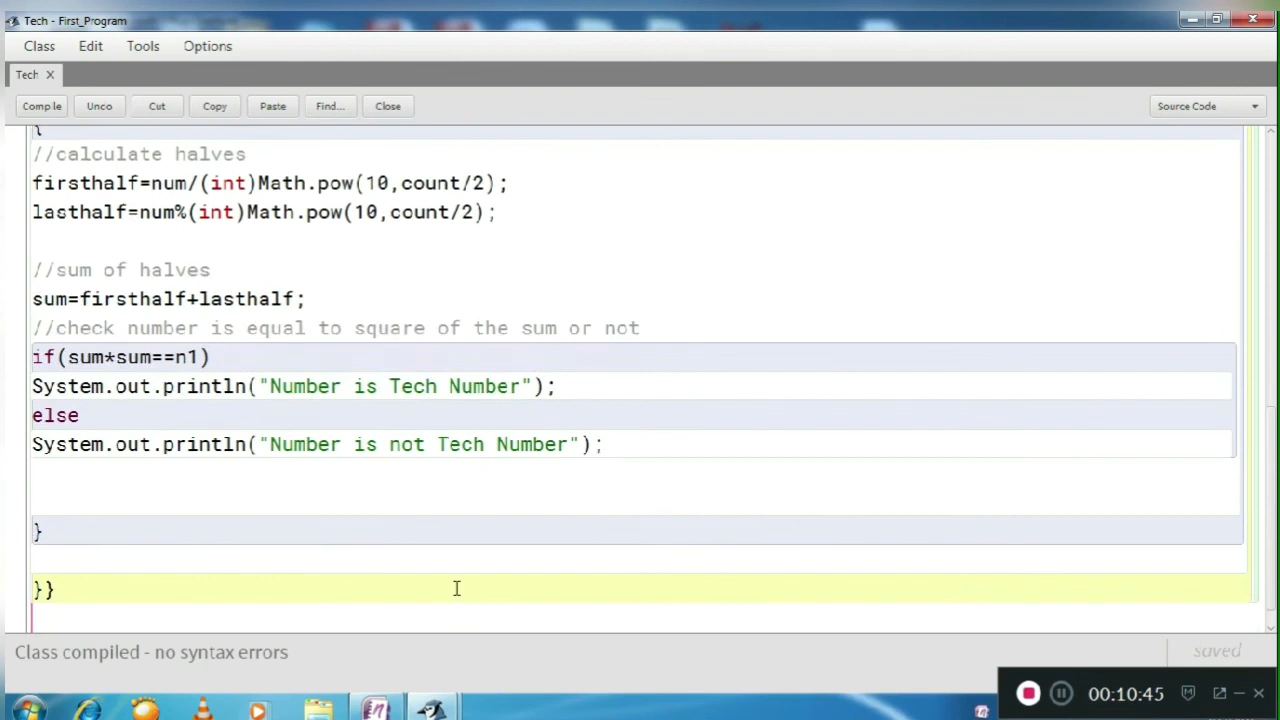 Tech - First_Program
Class Edit Tools Options
Tech X
Compile Undo Cut Copy Paste Find... Close Source Code
{
//calculate halves
firsthalf=num/(int)Math.pow(10,count/2);
lasthalf=num%(int)Math.pow(10,count/2);
//sum of halves
sum=firsthalf+lasthalf;
//check number is equal to square of the sum or not
if(sum*sum==n1)
System.out.println("Number is Tech Number");
else
System.out.println("Number is not Tech Number");
}
}}
Class compiled - no syntax errors
saved
00:10:45